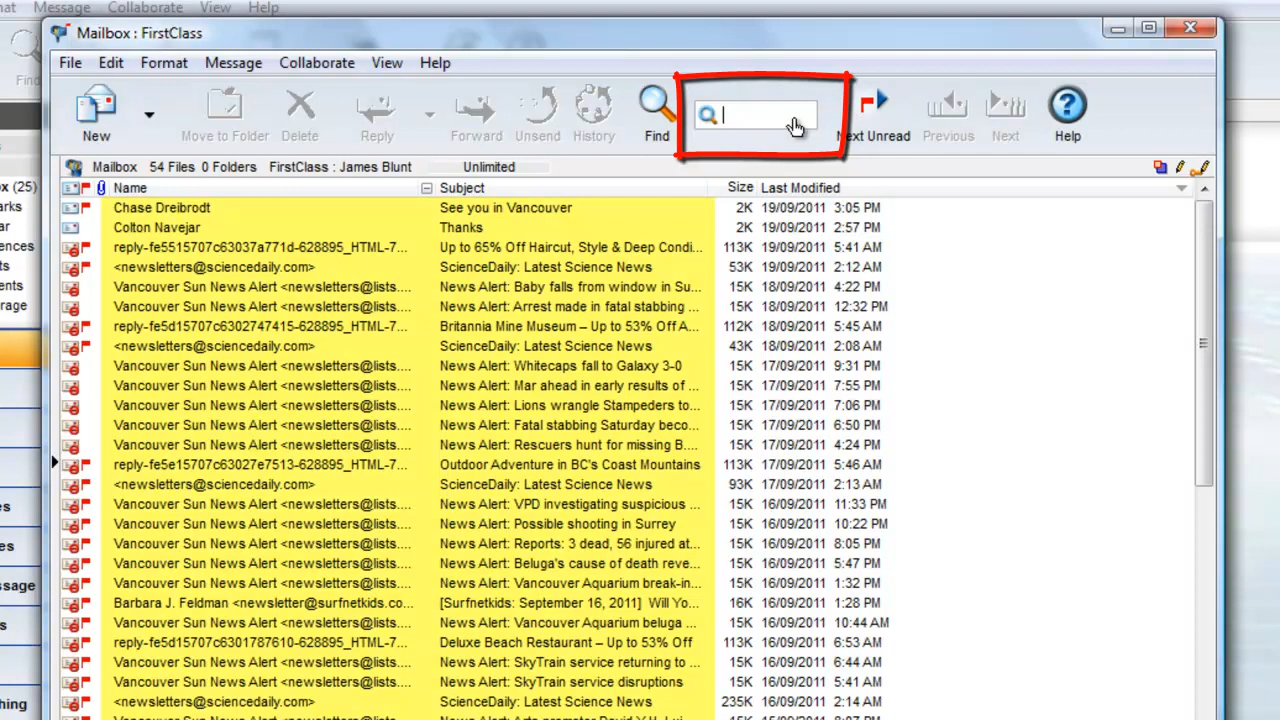 mat Message Collaborate View Help
Mailbox : FirstClass
File Edit Format Message Collaborate View Help
New Move to Folder Delete Reply Forward Unsend History Find Next Unread Previous Next Help
Mailbox 54 Files 0 Folders FirstClass : James Blunt Unlimited
Name Subject Size Last Modified
Chase Dreibrodt See you in Vancouver 2K 19/09/2011 3:05 PM
Colton Navejar Thanks 2K 19/09/2011 2:57 PM
reply-fe5515707c63037a771d-628895_HTML-7... Up to 65% Off Haircut, Style & Deep Condi... 113K 19/09/2011 5:41 AM
<newsletters@sciencedaily.com> ScienceDaily: Latest Science News 53K 19/09/2011 2:12 AM
Vancouver Sun News Alert <newsletters@lists.... News Alert: Baby falls from window in Su... 15K 18/09/2011 4:22 PM
Vancouver Sun News Alert <newsletters@lists.... News Alert: Arrest made in fatal stabbing ... 15K 18/09/2011 12:32 PM
reply-fe5d15707c6302747415-628895_HTML-7... Britannia Mine Museum – Up to 53% Off A... 112K 18/09/2011 5:45 AM
<newsletters@sciencedaily.com> ScienceDaily: Latest Science News 43K 18/09/2011 2:08 AM
Vancouver Sun News Alert <newsletters@lists.... News Alert: Whitecaps fall to Galaxy 3-0 15K 17/09/2011 9:31 PM
Vancouver Sun News Alert <newsletters@lists.... News Alert: Mar ahead in early results of ... 15K 17/09/2011 7:55 PM
Vancouver Sun News Alert <newsletters@lists.... News Alert: Lions wrangle Stampeders to... 15K 17/09/2011 7:06 PM
Vancouver Sun News Alert <newsletters@lists.... News Alert: Fatal stabbing Saturday beco... 15K 17/09/2011 6:50 PM
Vancouver Sun News Alert <newsletters@lists.... News Alert: Rescuers hunt for missing B.... 15K 17/09/2011 4:24 PM
reply-fe5e15707c63027e7513-628895_HTML-7... Outdoor Adventure in BC's Coast Mountains 113K 17/09/2011 5:46 AM
<newsletters@sciencedaily.com> ScienceDaily: Latest Science News 93K 17/09/2011 2:13 AM
Vancouver Sun News Alert <newsletters@lists.... News Alert: VPD investigating suspicious ... 15K 16/09/2011 11:33 PM
Vancouver Sun News Alert <newsletters@lists.... News Alert: Possible shooting in Surrey 15K 16/09/2011 10:22 PM
Vancouver Sun News Alert <newsletters@lists.... News Alert: Reports: 3 dead, 56 injured at... 15K 16/09/2011 8:05 PM
Vancouver Sun News Alert <newsletters@lists.... News Alert: Beluga's cause of death reve... 15K 16/09/2011 5:47 PM
Vancouver Sun News Alert <newsletters@lists.... News Alert: Vancouver Aquarium break-in... 15K 16/09/2011 1:32 PM
Barbara J. Feldman <newsletter@surfnetkids.co... [Surfnetkids: September 16, 2011] Will Yo... 16K 16/09/2011 1:28 PM
Vancouver Sun News Alert <newsletters@lists.... News Alert: Vancouver Aquarium beluga ... 15K 16/09/2011 10:44 AM
reply-fe5d15707c6301787610-628895_HTML-7... Deluxe Beach Restaurant – Up to 53% Off 113K 16/09/2011 6:53 AM
Vancouver Sun News Alert <newsletters@lists.... News Alert: SkyTrain service returning to ... 15K 16/09/2011 6:44 AM
Vancouver Sun News Alert <newsletters@lists.... News Alert: SkyTrain service disruptions 15K 16/09/2011 5:41 AM
<newsletters@sciencedaily.com> ScienceDaily: Latest Science News 235K 16/09/2011 2:14 AM